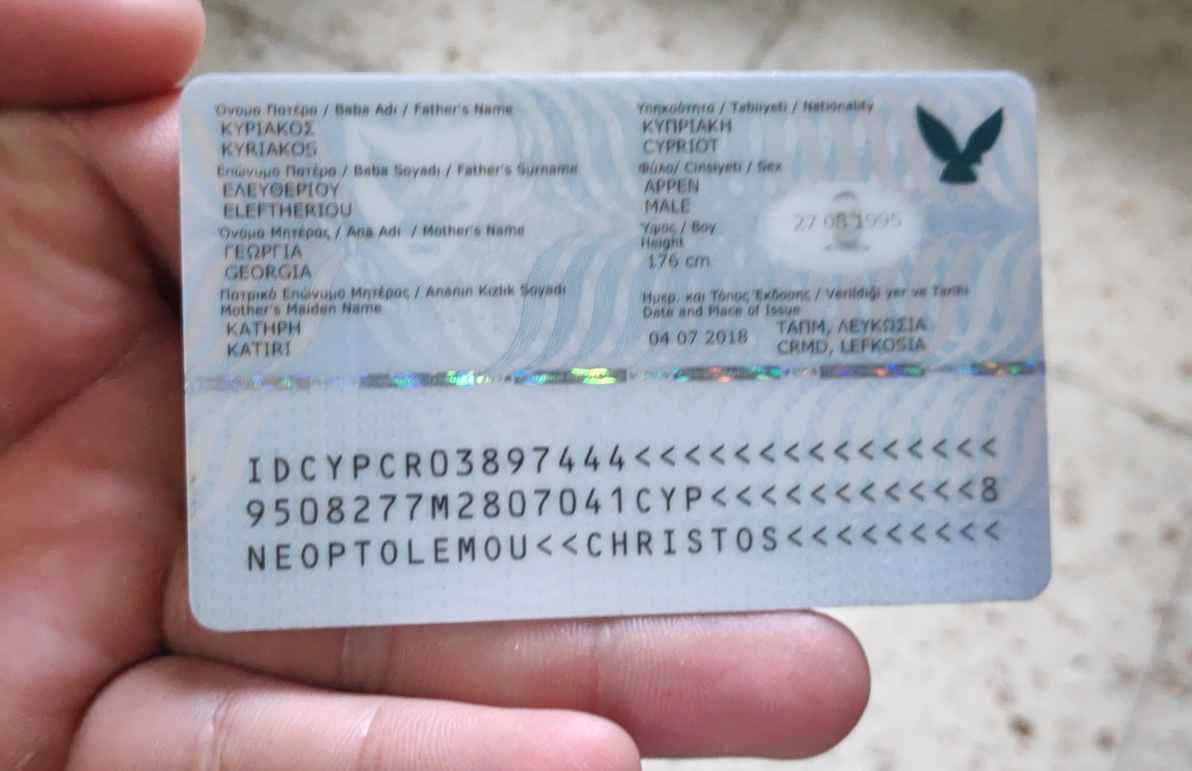 Όνομα Πατέρα / Baba Adı / Father's Name
ΚΥΡΙΑΚΟΣ
KYRIAKOS
Επώνυμο Πατέρα / Baba Soyadı / Father's Surname
ΕΛΕΥΘΕΡΙΟΥ
ELEFTHERIOU
Όνομα Μητέρας / Ana Adı / Mother's Name
ΓΕΩΡΓΙΑ
GEORGIA
Πατρικό Επώνυμο Μητέρας / Ananın Kızlık Soyadı
Mother's Maiden Name
ΚΑΤΗΡΗ
KATIRI
Υπηκοότητα / Tabiiyeti / Nationality
ΚΥΠΡΙΑΚΗ
CYPRIOT
Φύλο/ Cinsiyeti / Sex
ΑΡΡΕΝ
MALE
Ύψος / Boy
Height
176 cm
27 08 1995
Ημερ. και Τόπος Έκδοσης / Verildiği yer ve Tarihi
Date and Place of Issue
04 07 2018 ΤΑΠΜ, ΛΕΥΚΩΣΙΑ
CRMD, LEFKOSIA
IDCYPCRO3897444<<<<<<<<<<<<<<<
9508277M2807041CYP<<<<<<<<<<<8
NEOPTOLEMOU<<CHRISTOS<<<<<<<<<